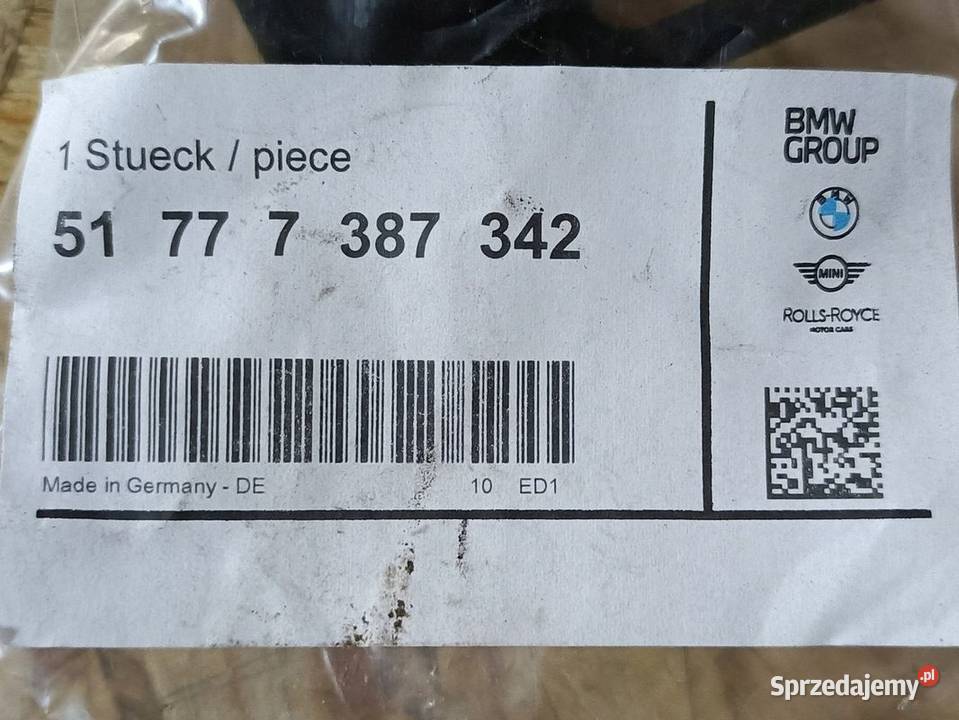 1 Stueck / piece
51 77 7 387 342
Made in Germany - DE
10 ED1
BMW
GROUP
BMW
MINI
ROLLS-ROYCE
MOTOR CARS
Sprzedajemy.pl